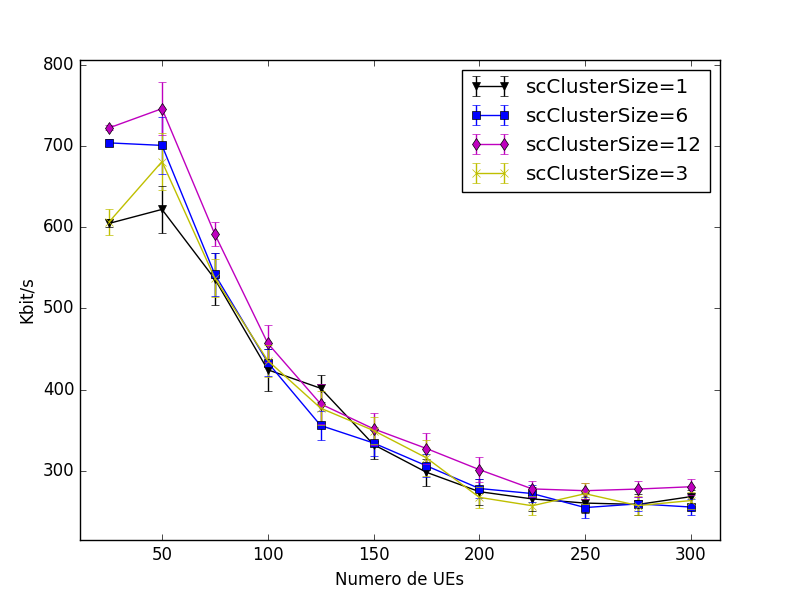 800
700
600
500
400
300
Kbit/s
50
100
150
200
250
300
Numero de UEs
scClusterSize=1
scClusterSize=6
scClusterSize=12
scClusterSize=3